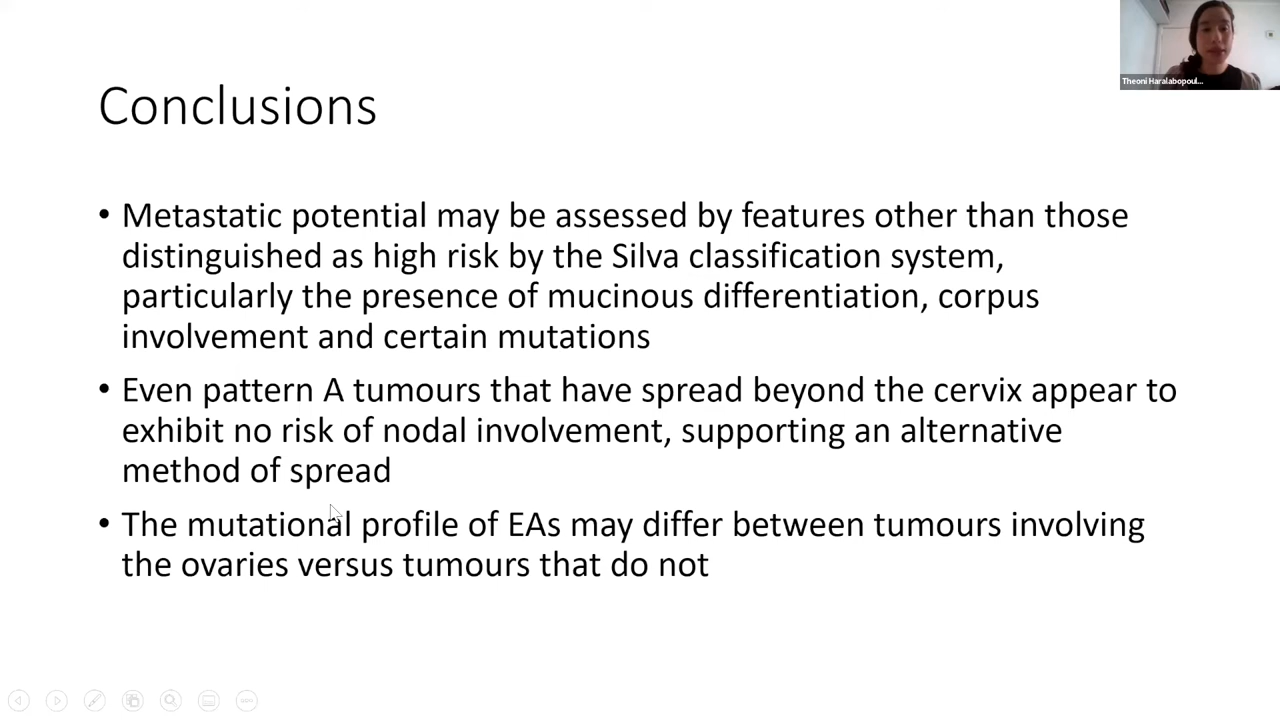 Theoni Haralabopoul...
Conclusions
• Metastatic potential may be assessed by features other than those
distinguished as high risk by the Silva classification system,
particularly the presence of mucinous differentiation, corpus
involvement and certain mutations
• Even pattern A tumours that have spread beyond the cervix appear to
exhibit no risk of nodal involvement, supporting an alternative
method of spread
• The mutational profile of EAs may differ between tumours involving
the ovaries versus tumours that do not